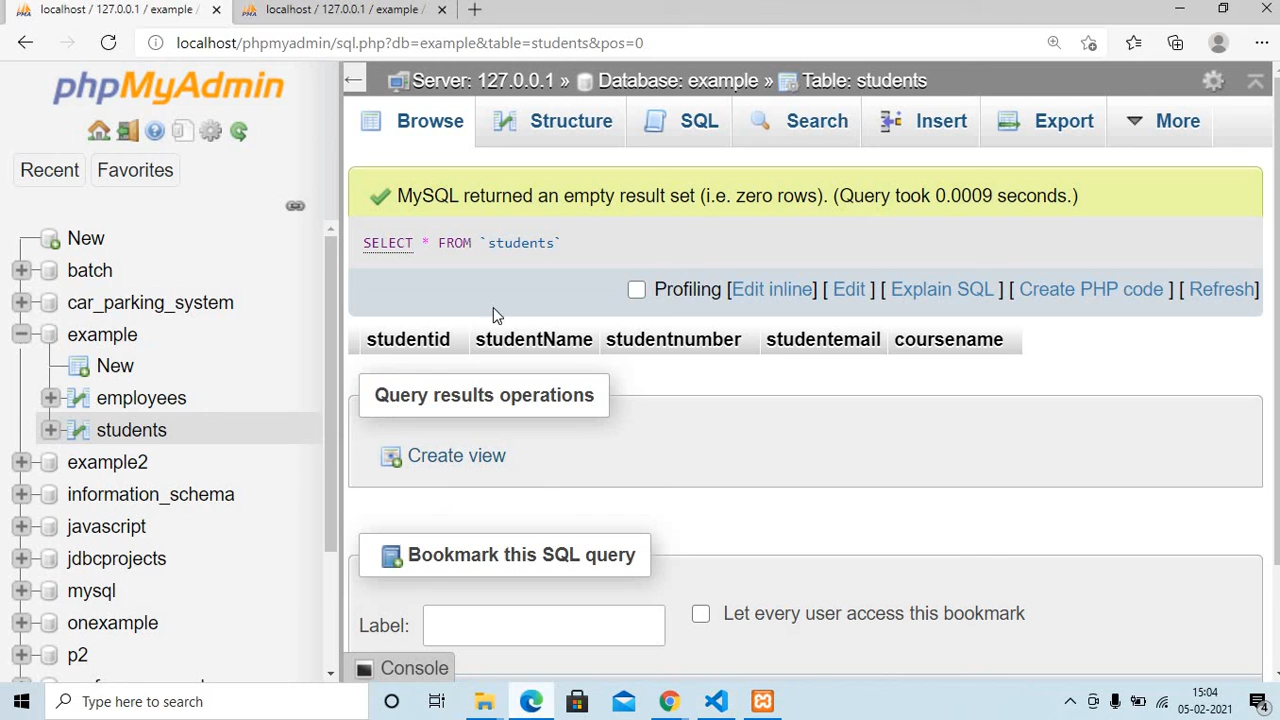 localhost / 127.0.0.1 / example /
localhost / 127.0.0.1 / example /
localhost/phpmyadmin/sql.php?db=example&table=students&pos=0
phpMyAdmin
Recent
Favorites
New
batch
car_parking_system
example
New
employees
students
example2
information_schema
javascript
jdbcprojects
mysql
onexample
p2
Server: 127.0.0.1 » Database: example » Table: students
Browse Structure SQL Search Insert Export More
MySQL returned an empty result set (i.e. zero rows). (Query took 0.0009 seconds.)
SELECT * FROM `students`
Profiling [Edit inline] [ Edit ] [ Explain SQL ] [ Create PHP code ] [ Refresh]
studentid studentName studentnumber studentemail coursename
Query results operations
Create view
Bookmark this SQL query
Label:
Let every user access this bookmark
Console
Type here to search
15:04
05-02-2021
4